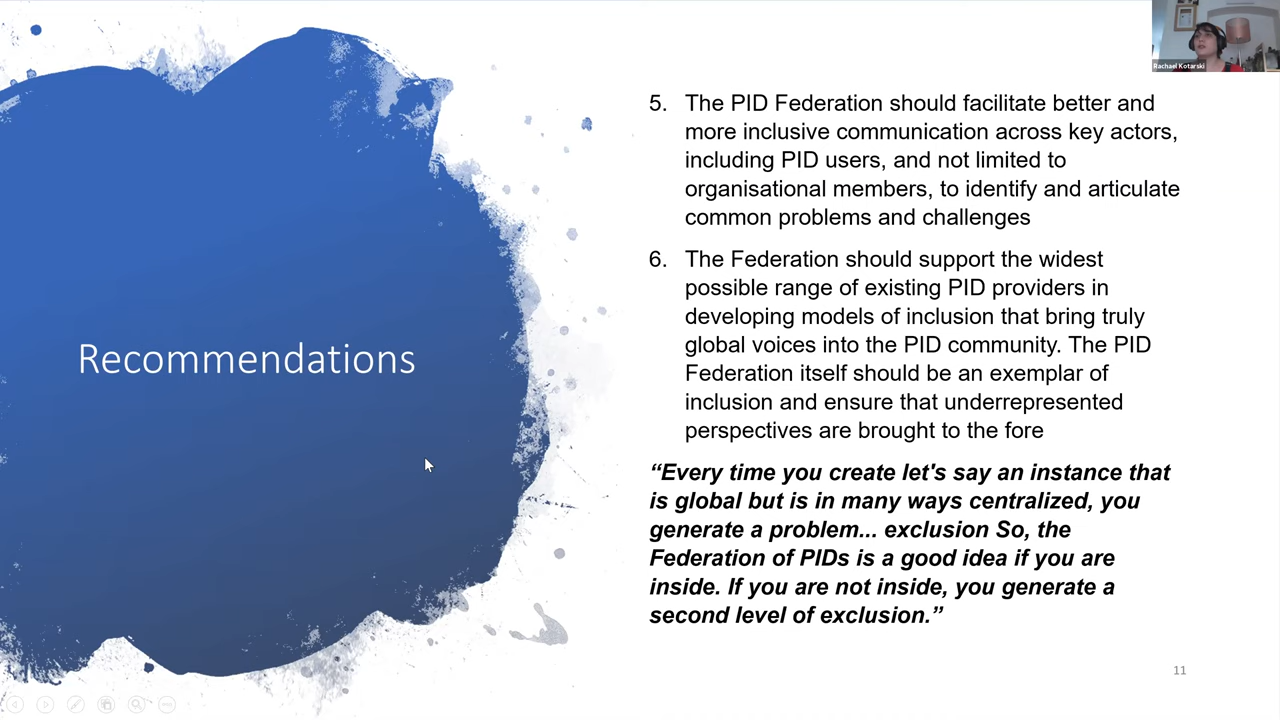 Rachael Kotarski
Recommendations
5. The PID Federation should facilitate better and
more inclusive communication across key actors,
including PID users, and not limited to
organisational members, to identify and articulate
common problems and challenges
6. The Federation should support the widest
possible range of existing PID providers in
developing models of inclusion that bring truly
global voices into the PID community. The PID
Federation itself should be an exemplar of
inclusion and ensure that underrepresented
perspectives are brought to the fore
“Every time you create let's say an instance that
is global but is in many ways centralized, you
generate a problem... exclusion So, the
Federation of PIDs is a good idea if you are
inside. If you are not inside, you generate a
second level of exclusion.”
11